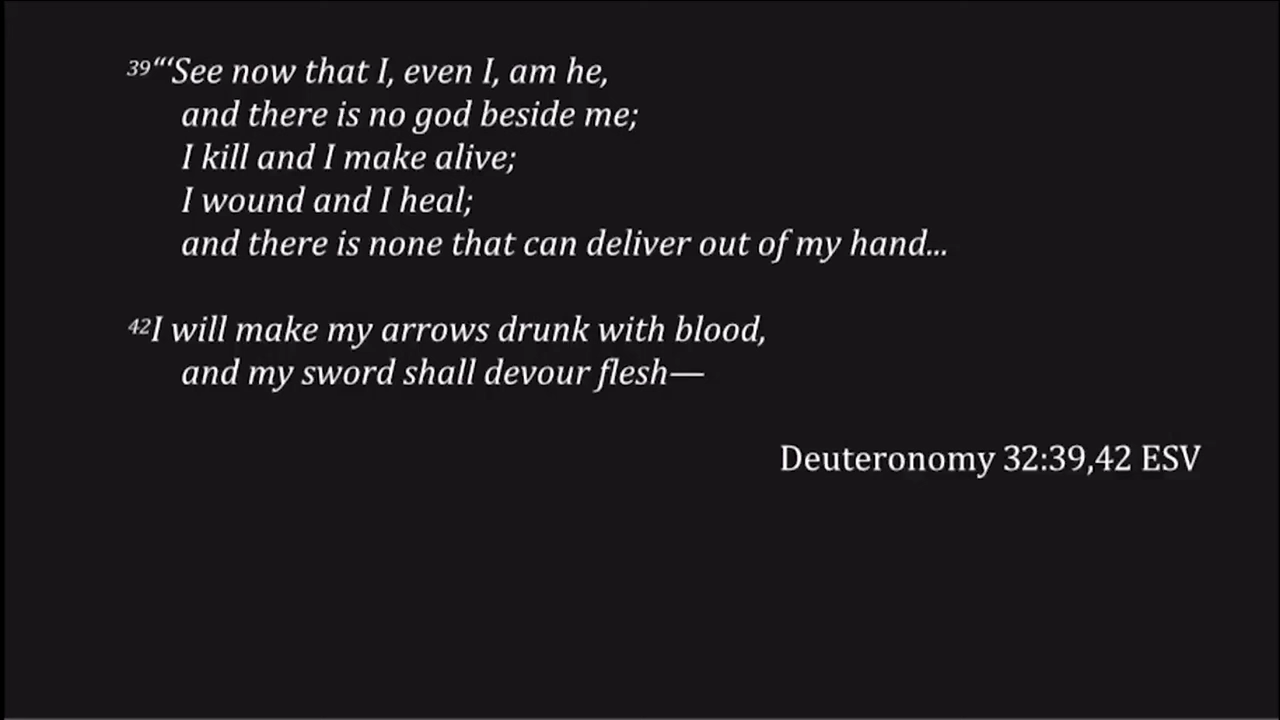 39“‘See now that I, even I, am he,
and there is no god beside me;
I kill and I make alive;
I wound and I heal;
and there is none that can deliver out of my hand...
42I will make my arrows drunk with blood,
and my sword shall devour flesh—
Deuteronomy 32:39,42 ESV